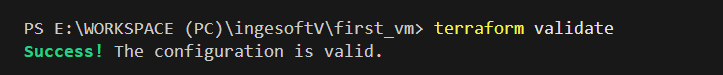 PS E:\WORKSPACE (PC)\ingesoftV\first_vm> terraform validate
Success! The configuration is valid.